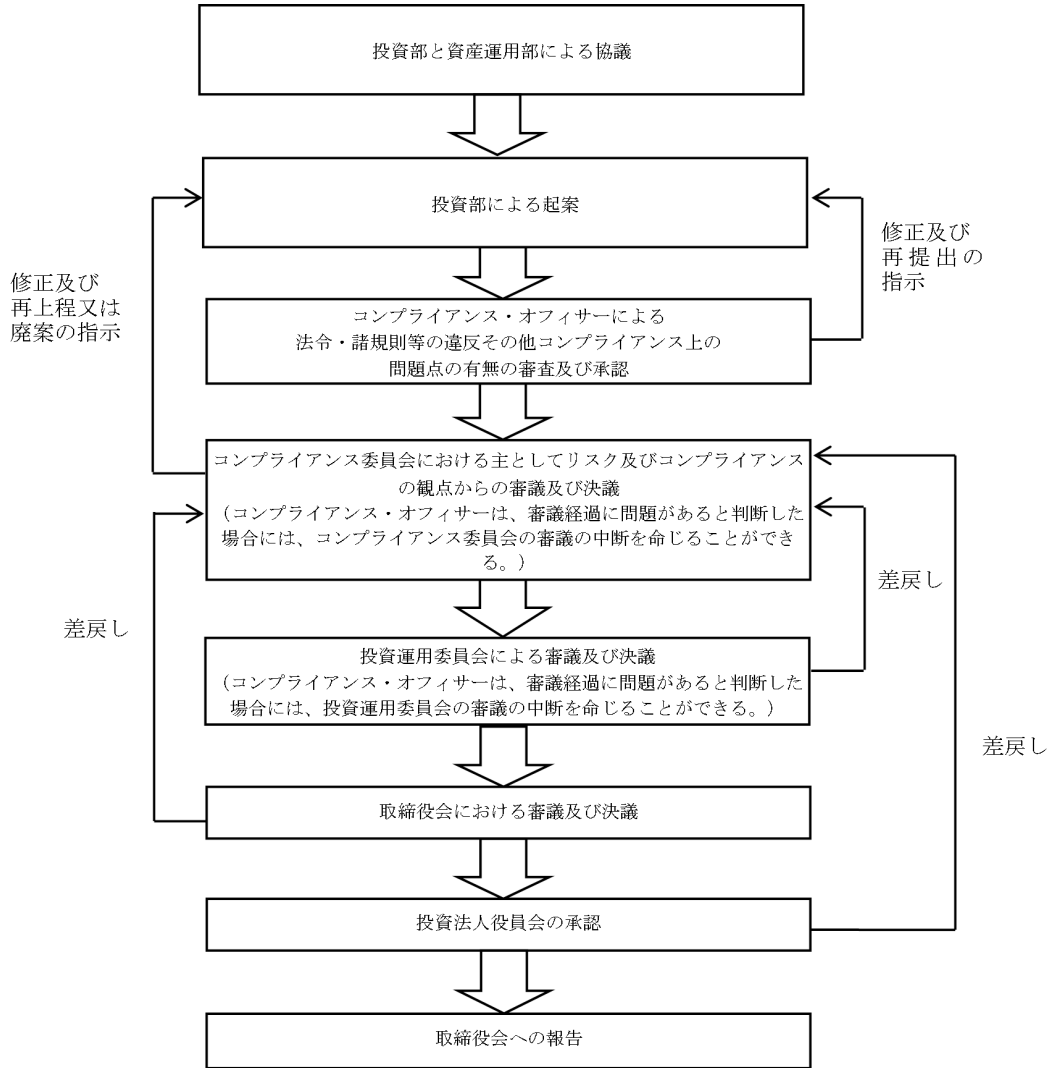 投資部と資産運用部による協議
投資部による起案
修正及び
再提出の
指示
修正及び
再上程又は
廃案の指示
コンプライアンス・オフィサーによる
法令・諸規則等の違反その他コンプライアンス上の
問題点の有無の審査及び承認
コンプライアンス委員会における主としてリスク及びコンプライアンス
の観点からの審議及び決議
（コンプライアンス・オフィサーは、審議経過に問題があると判断した
場合には、コンプライアンス委員会の審議の中断を命じることができ
る。）
差戻し
差戻し
投資運用委員会による審議及び決議
（コンプライアンス・オフィサーは、審議経過に問題があると判断した
場合には、投資運用委員会の審議の中断を命じることができる。）
差戻し
取締役会における審議及び決議
投資法人役員会の承認
取締役会への報告